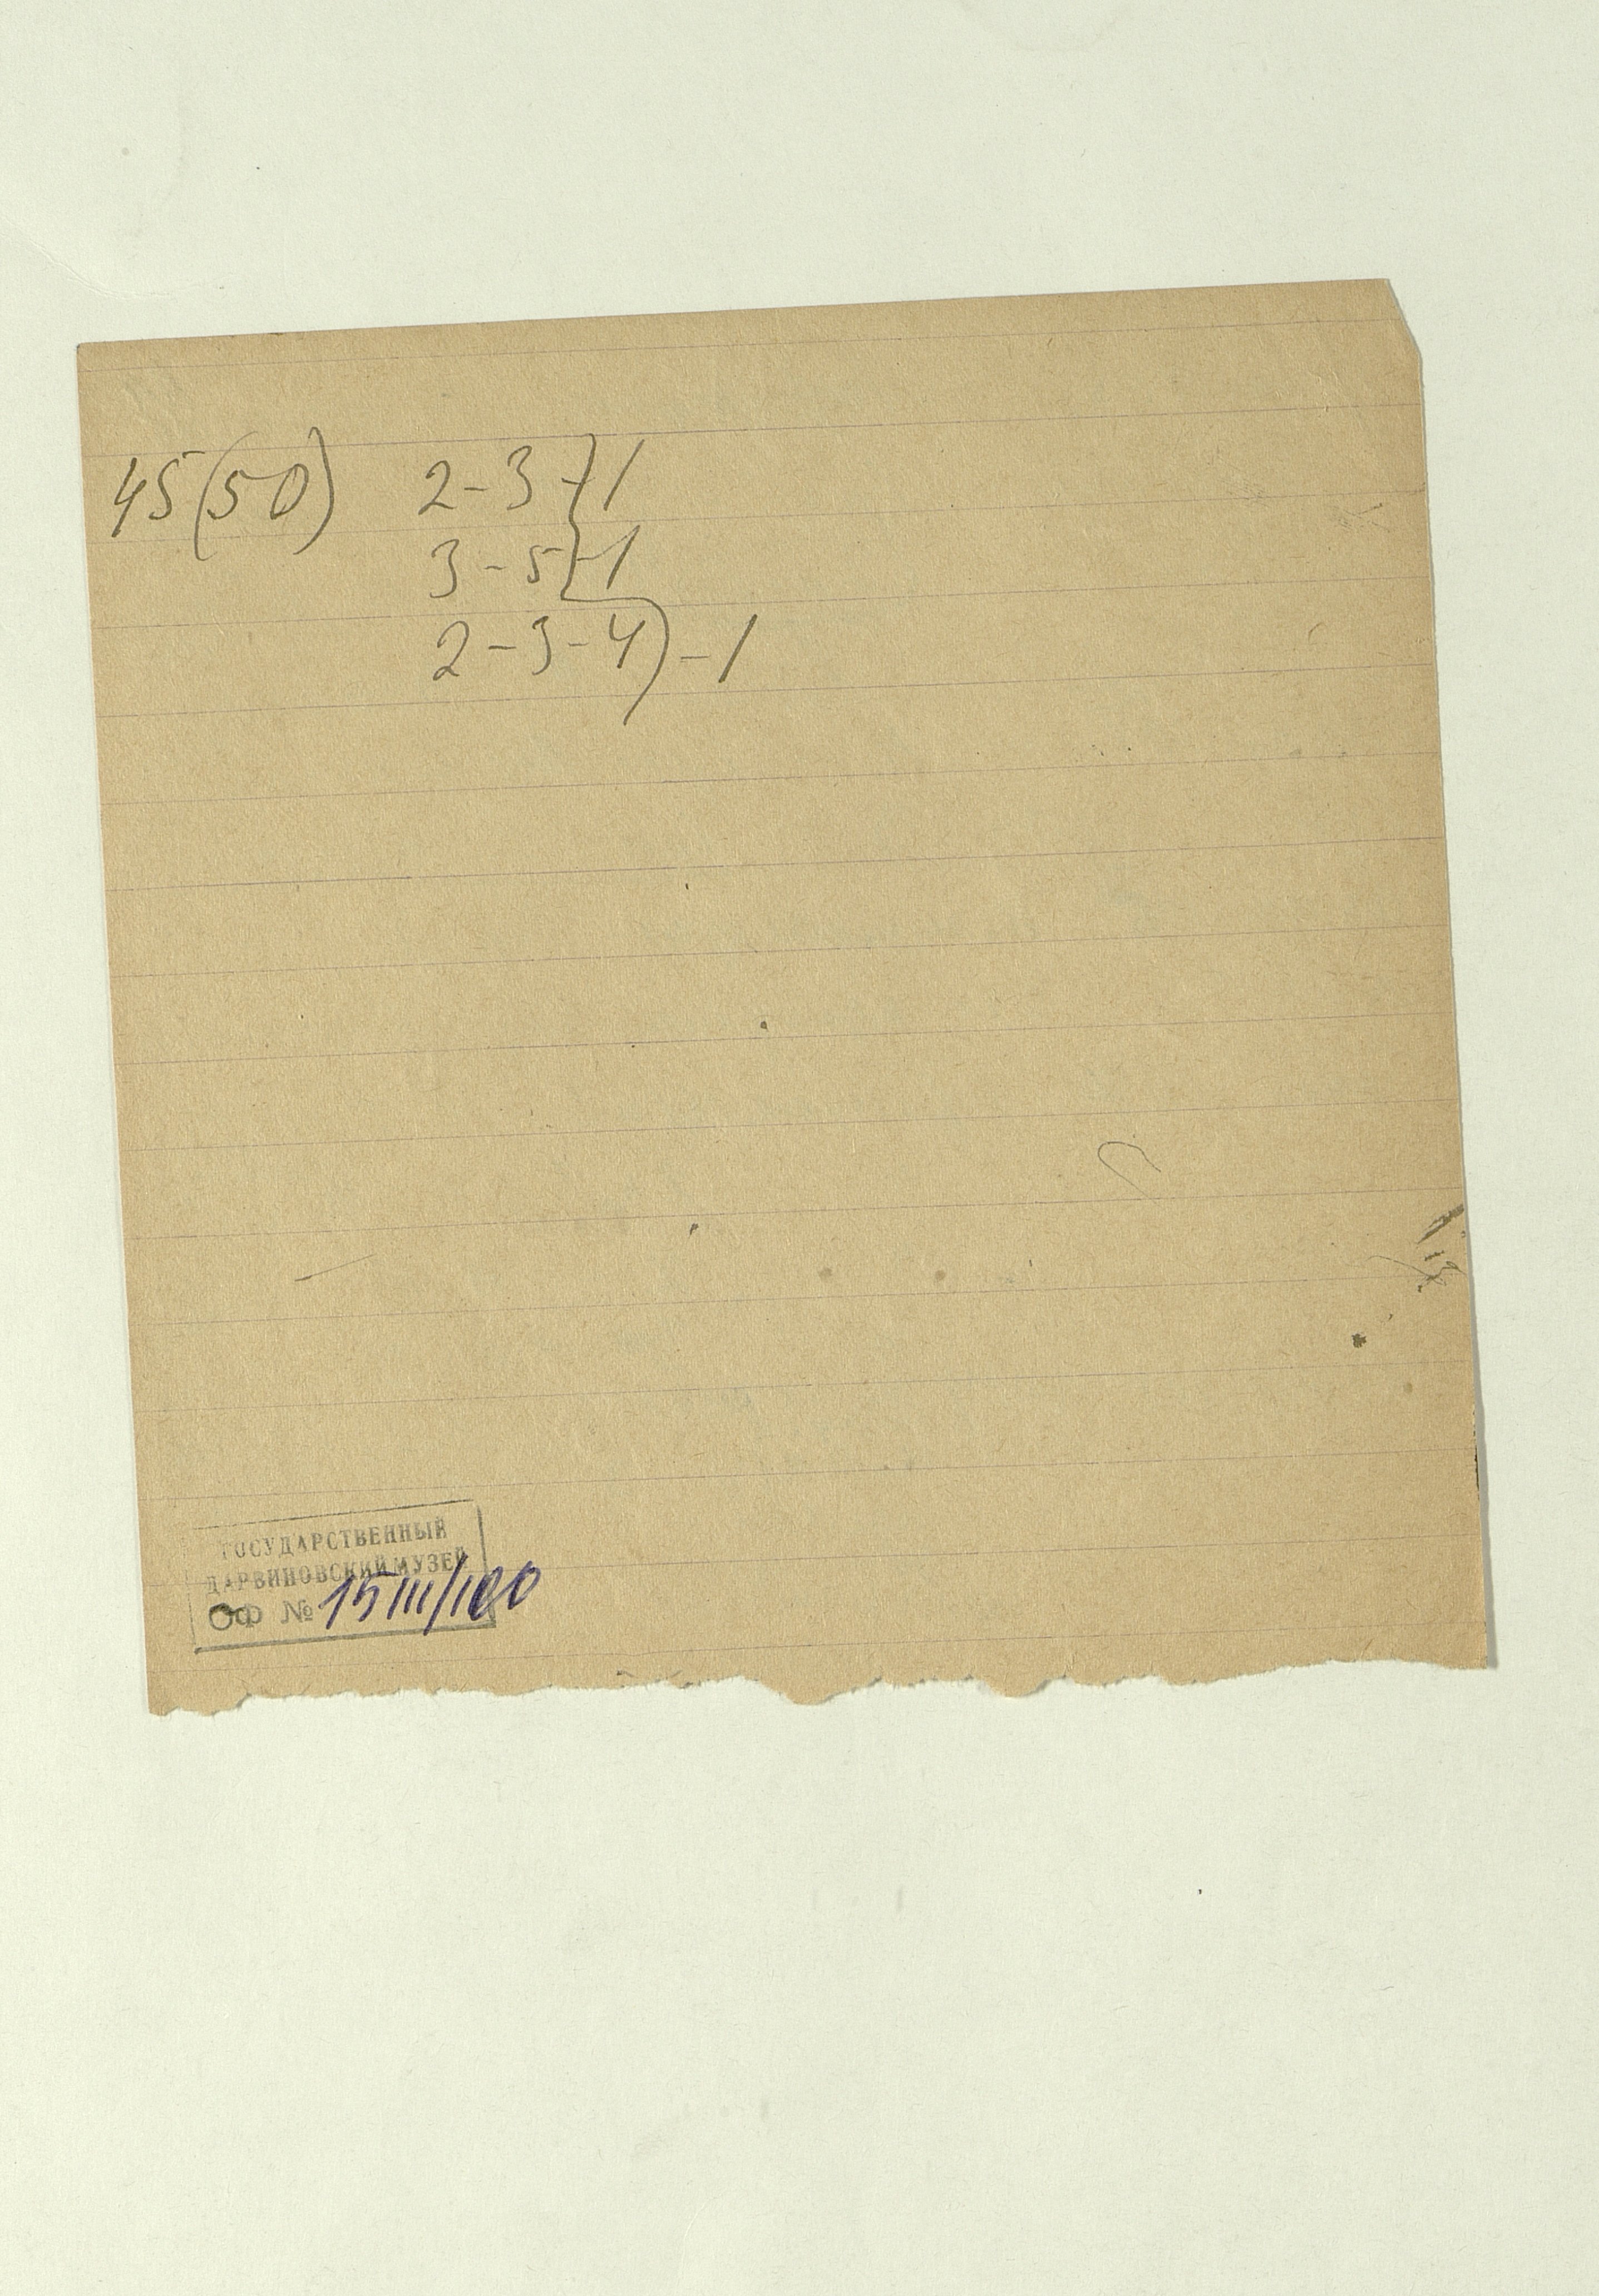 45(50) 2-3}-1
3-5}-1
2-3-4)-1
ГОСУДАРСТВЕННЫЙ
ДАРВИНОВСКИЙ МУЗЕЙ
ОФ № 15111/100